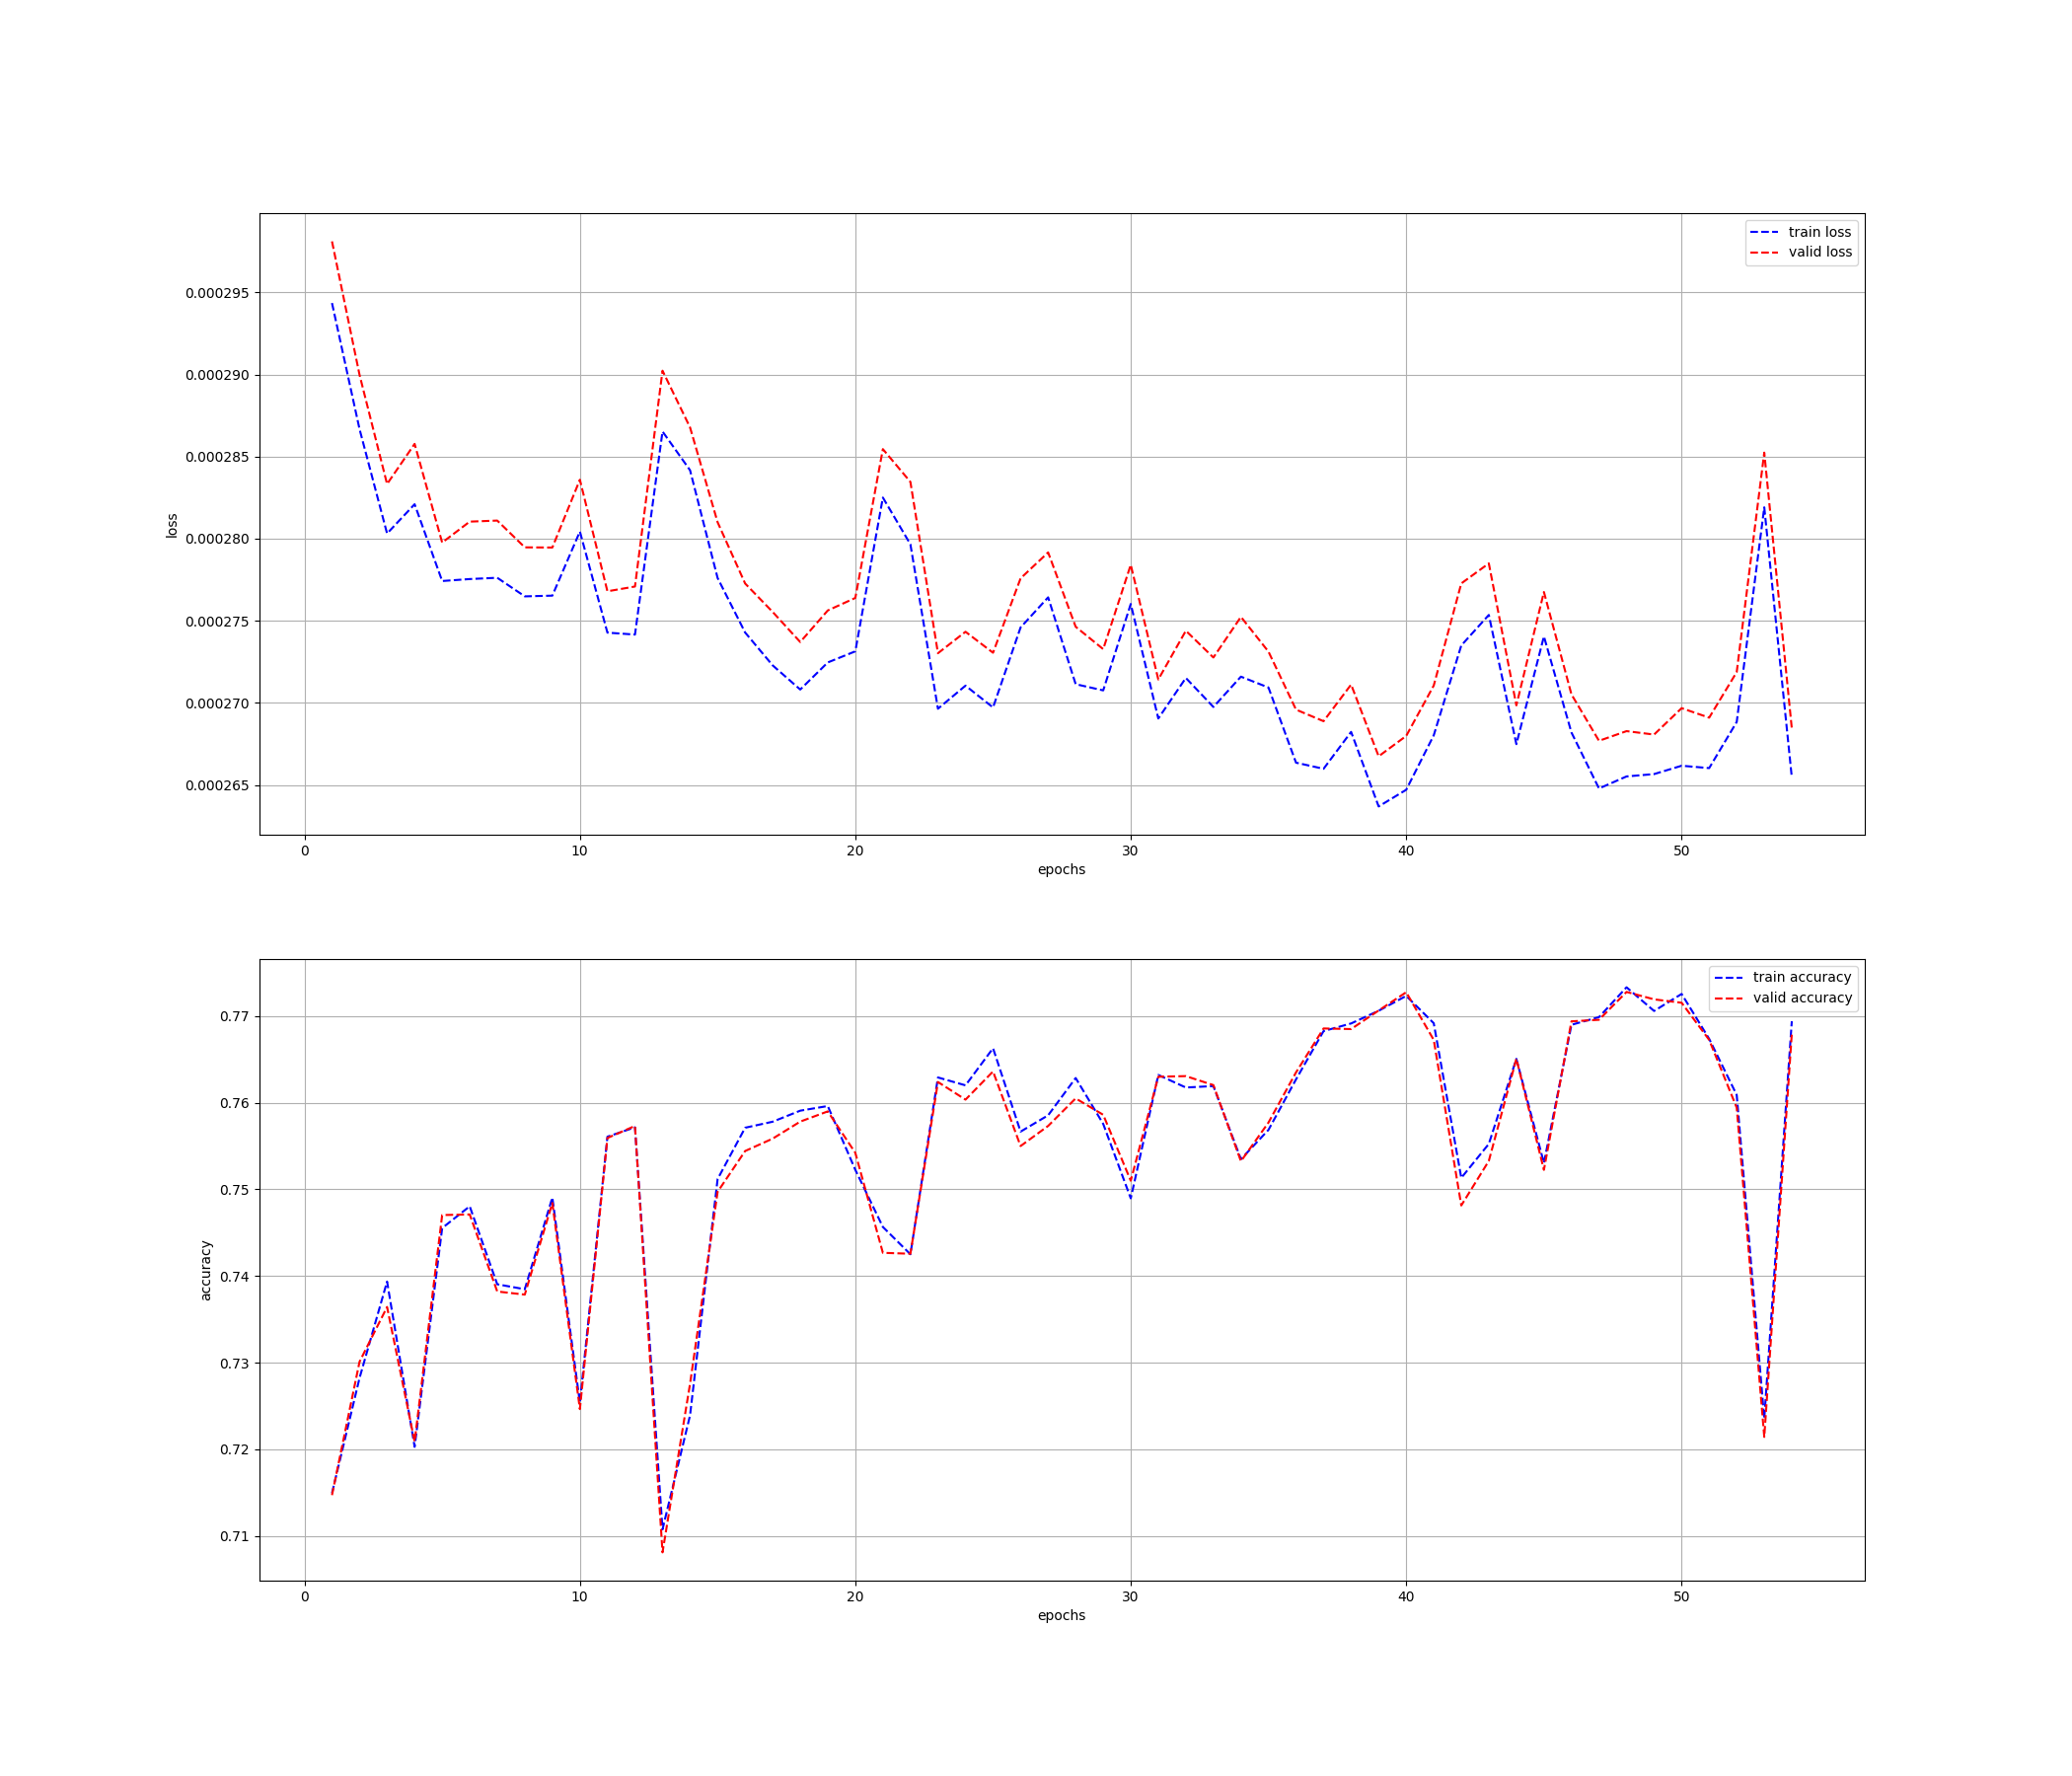 train loss
valid loss
0.000295
0.000290
0.000285
0.000280
0.000275
0.000270
0.000265
loss
0 10 20 30 40 50
epochs
train accuracy
valid accuracy
0.77
0.76
0.75
0.74
0.73
0.72
0.71
accuracy
0 10 20 30 40 50
epochs